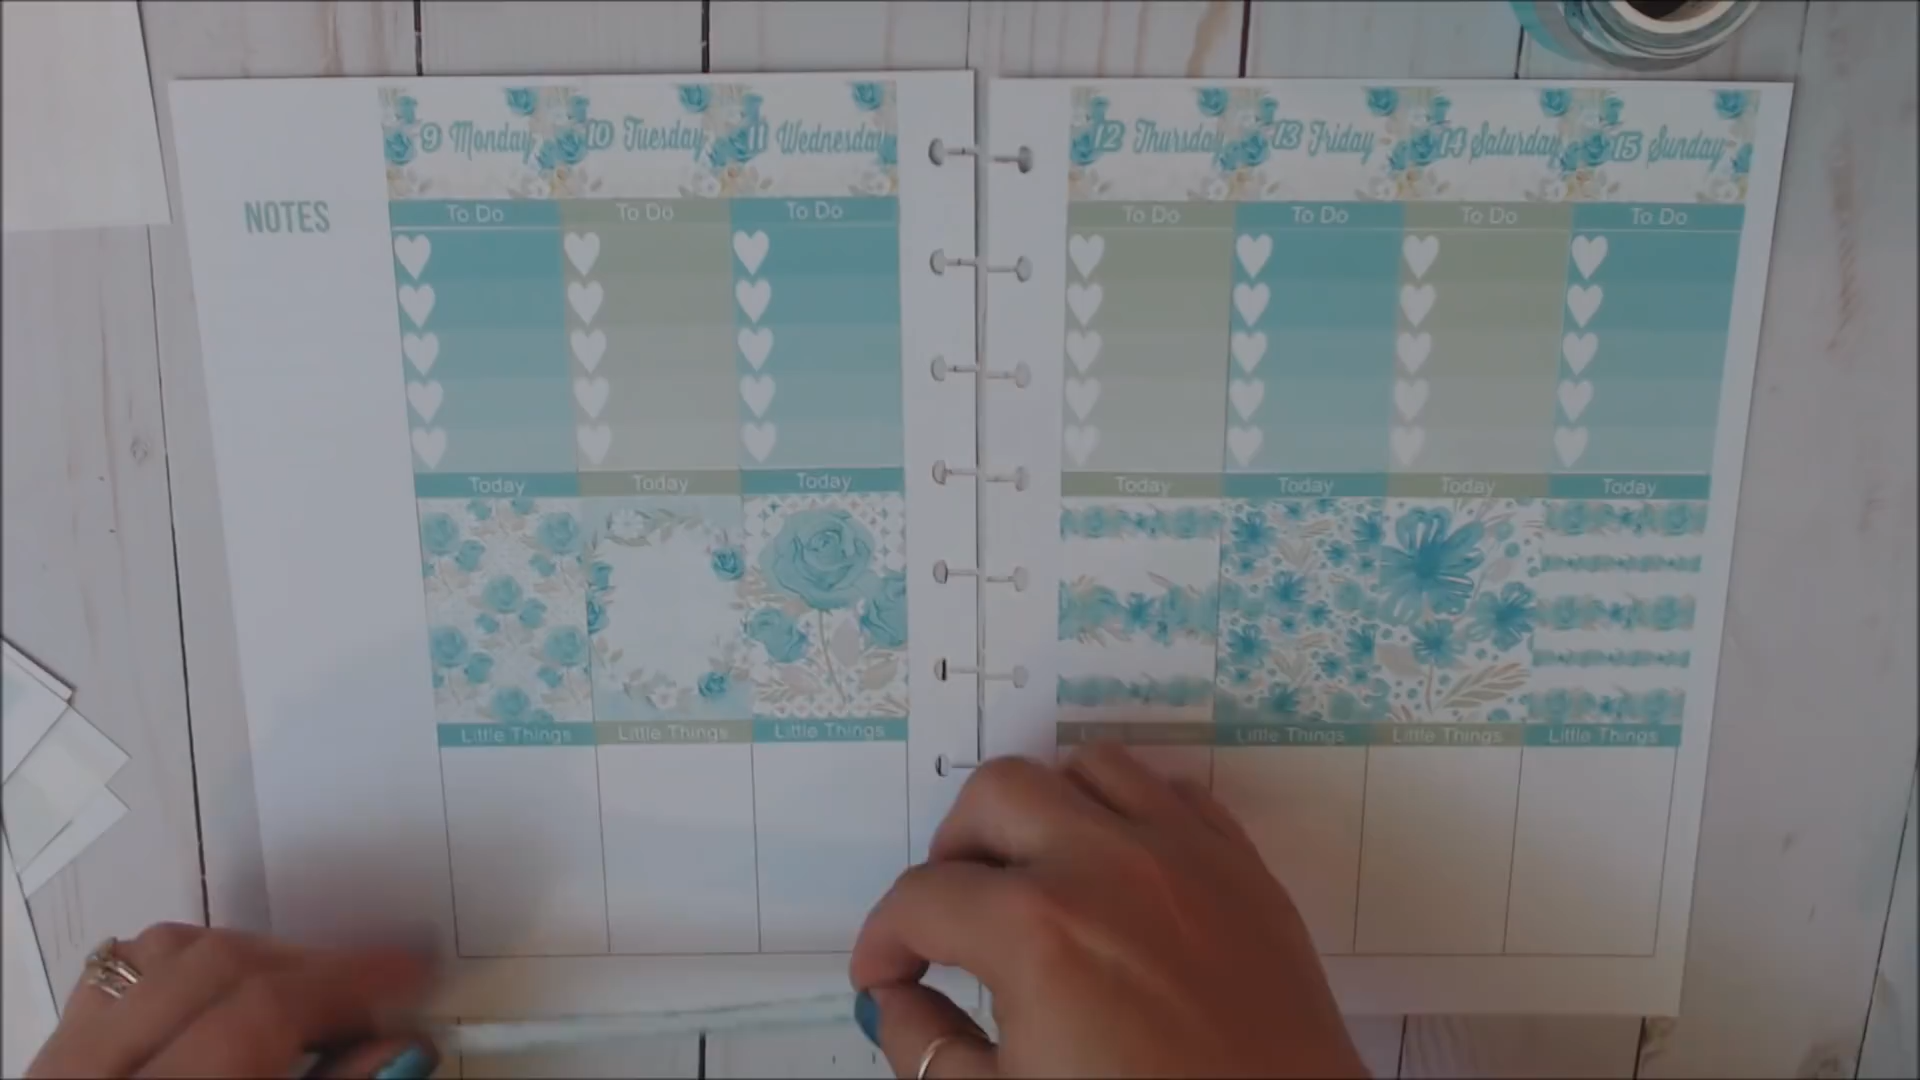 9 Monday 10 Tuesday 11 Wednesday 12 Thursday 13 Friday 14 Saturday 15 Sunday
NOTES
To Do To Do To Do To Do To Do To Do To Do
Today Today Today Today Today Today Today
Little Things Little Things Little Things Little Things Little Things Little Things